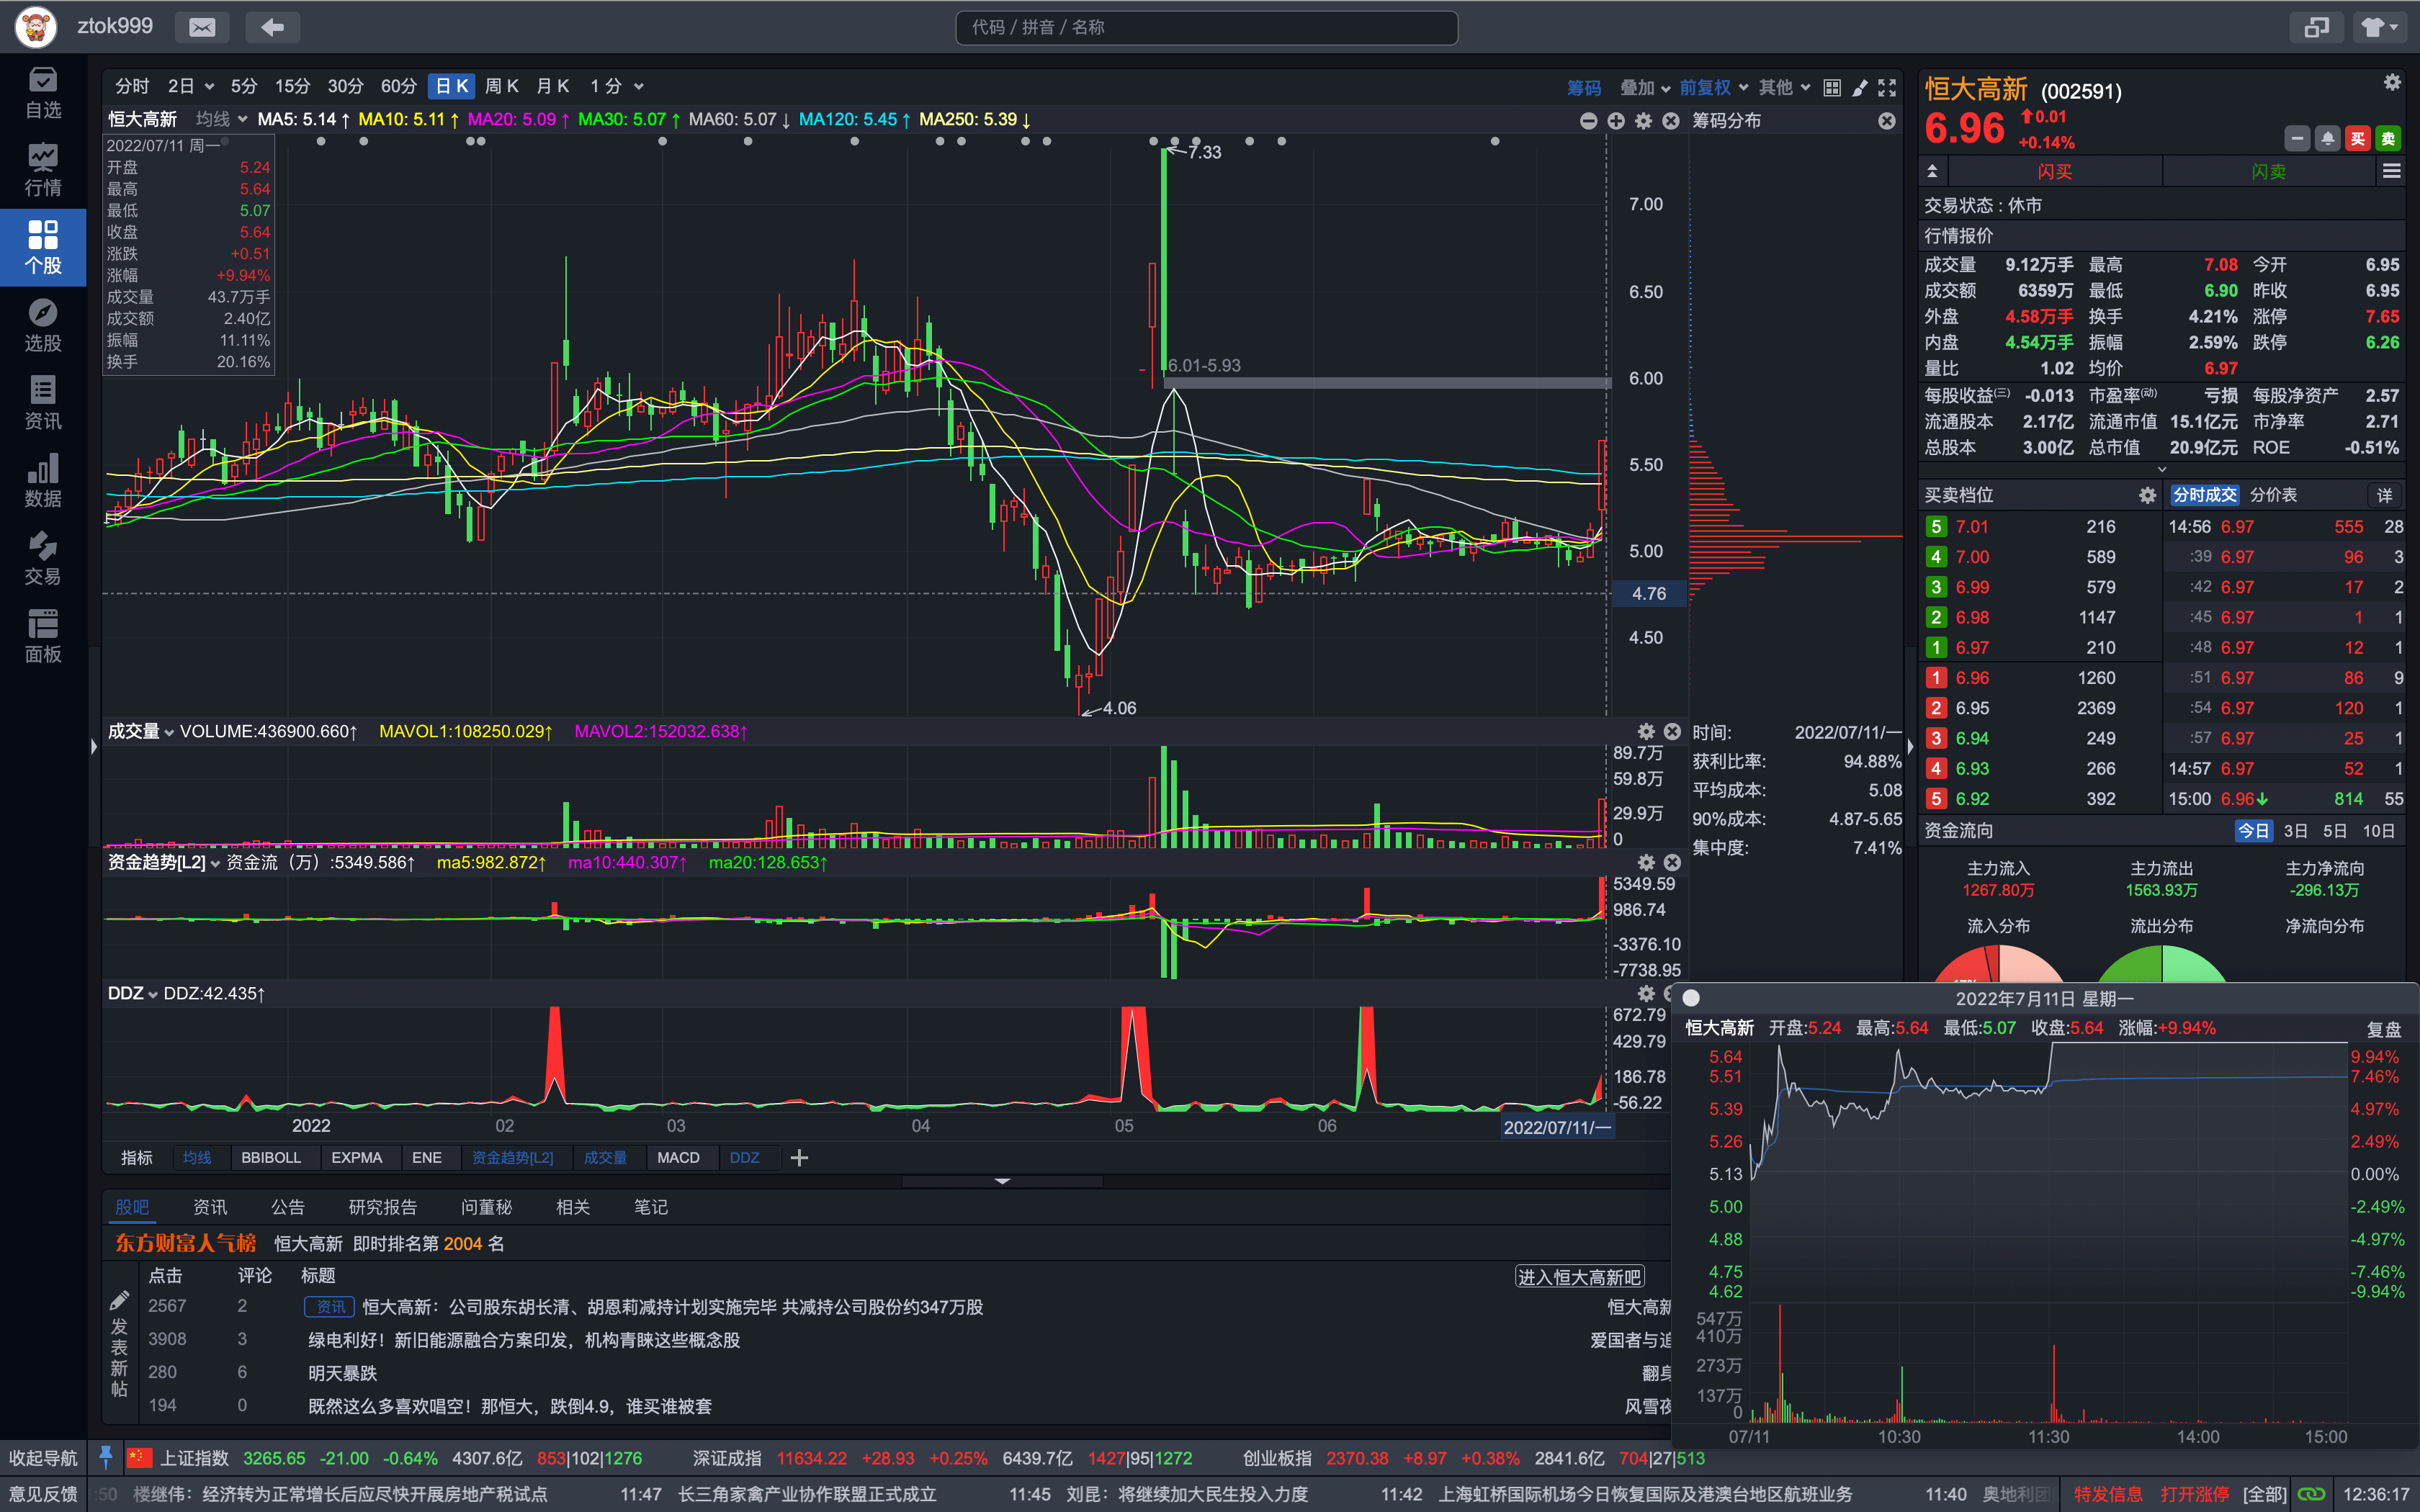 ztok999
代码 / 拼音 / 名称
自选
行情
个股
选股
资讯
数据
交易
面板
分时 2日 5分 15分 30分 60分 日K 周K 月K 1分
筹码 叠加 前复权 其他
恒大高新 均线 MA5: 5.14↑ MA10: 5.11↑ MA20: 5.09↑ MA30: 5.07↑ MA60: 5.07↓ MA120: 5.45↑ MA250: 5.39↓
筹码分布
2022/07/11 周一
开盘 5.24
最高 5.64
最低 5.07
收盘 5.64
涨跌 +0.51
涨幅 +9.94%
成交量 43.7万手
成交额 2.40亿
振幅 11.11%
换手 20.16%
7.33
6.01-5.93
4.06
7.00
6.50
6.00
5.50
5.00
4.76
4.50
成交量 VOLUME:436900.660↑ MAVOL1:108250.029↑ MAVOL2:152032.638↑
89.7万
59.8万
29.9万
0
资金趋势[L2] 资金流（万）:5349.586↑ ma5:982.872↑ ma10:440.307↑ ma20:128.653↑
5349.59
986.74
-3376.10
-7738.95
DDZ DDZ:42.435↑
672.79
429.79
186.78
-56.22
2022 02 03 04 05 06 2022/07/11/一
时间: 2022/07/11/一
获利比率: 94.88%
平均成本: 5.08
90%成本: 4.87-5.65
集中度: 7.41%
指标 均线 BBIBOLL EXPMA ENE 资金趋势[L2] 成交量 MACD DDZ
股吧 资讯 公告 研究报告 问董秘 相关 笔记
东方财富人气榜 恒大高新 即时排名第 2004 名
点击 评论 标题 进入恒大高新吧
发表新帖
2567 2 资讯 恒大高新：公司股东胡长清、胡恩莉减持计划实施完毕 共减持公司股份约347万股 恒大高新
3908 3 绿电利好！新旧能源融合方案印发，机构青睐这些概念股 爱国者与追
280 6 明天暴跌 翻身
194 0 既然这么多喜欢唱空！那恒大，跌倒4.9，谁买谁被套 风雪夜
恒大高新 (002591)
6.96 0.01
+0.14%
买 卖
闪买 闪卖
交易状态 : 休市
行情报价
成交量 9.12万手 最高 7.08 今开 6.95
成交额 6359万 最低 6.90 昨收 6.95
外盘 4.58万手 换手 4.21% 涨停 7.65
内盘 4.54万手 振幅 2.59% 跌停 6.26
量比 1.02 均价 6.97
每股收益(三) -0.013 市盈率(动) 亏损 每股净资产 2.57
流通股本 2.17亿 流通市值 15.1亿元 市净率 2.71
总股本 3.00亿 总市值 20.9亿元 ROE -0.51%
买卖档位 分时成交 分价表 详
5 7.01 216 14:56 6.97 555 28
4 7.00 589 :39 6.97 96 3
3 6.99 579 :42 6.97 17 2
2 6.98 1147 :45 6.97 1 1
1 6.97 210 :48 6.97 12 1
1 6.96 1260 :51 6.97 86 9
2 6.95 2369 :54 6.97 120 1
3 6.94 249 :57 6.97 25 1
4 6.93 266 14:57 6.97 52 1
5 6.92 392 15:00 6.96↓ 814 55
资金流向 今日 3日 5日 10日
主力流入 主力流出 主力净流向
1267.80万 1563.93万 -296.13万
流入分布 流出分布 净流向分布
2022年7月11日 星期一
恒大高新 开盘:5.24 最高:5.64 最低:5.07 收盘:5.64 涨幅:+9.94% 复盘
5.64 9.94%
5.51 7.46%
5.39 4.97%
5.26 2.49%
5.13 0.00%
5.00 -2.49%
4.88 -4.97%
4.75 -7.46%
4.62 -9.94%
547万
410万
273万
137万
0
07/11 10:30 11:30 14:00 15:00
收起导航 上证指数 3265.65 -21.00 -0.64% 4307.6亿 853|102|1276 深证成指 11634.22 +28.93 +0.25% 6439.7亿 1427|95|1272 创业板指 2370.38 +8.97 +0.38% 2841.6亿 704|27|513
意见反馈 :50 楼继伟：经济转为正常增长后应尽快开展房地产税试点 11:47 长三角家禽产业协作联盟正式成立 11:45 刘昆：将继续加大民生投入力度 11:42 上海虹桥国际机场今日恢复国际及港澳台地区航班业务 11:40 奥地利 特发信息 打开涨停 [全部] 12:36:17